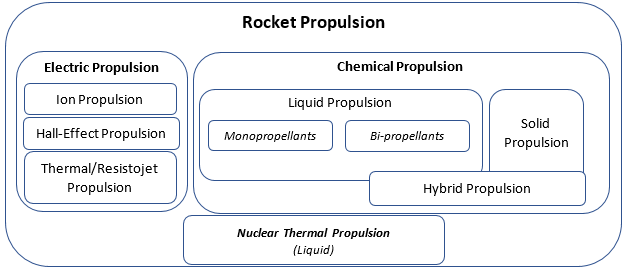 Rocket Propulsion
Electric Propulsion
Ion Propulsion
Hall-Effect Propulsion
Thermal/Resistojet
Propulsion
Chemical Propulsion
Liquid Propulsion
Monopropellants
Bi-propellants
Solid
Propulsion
Hybrid Propulsion
Nuclear Thermal Propulsion
(Liquid)